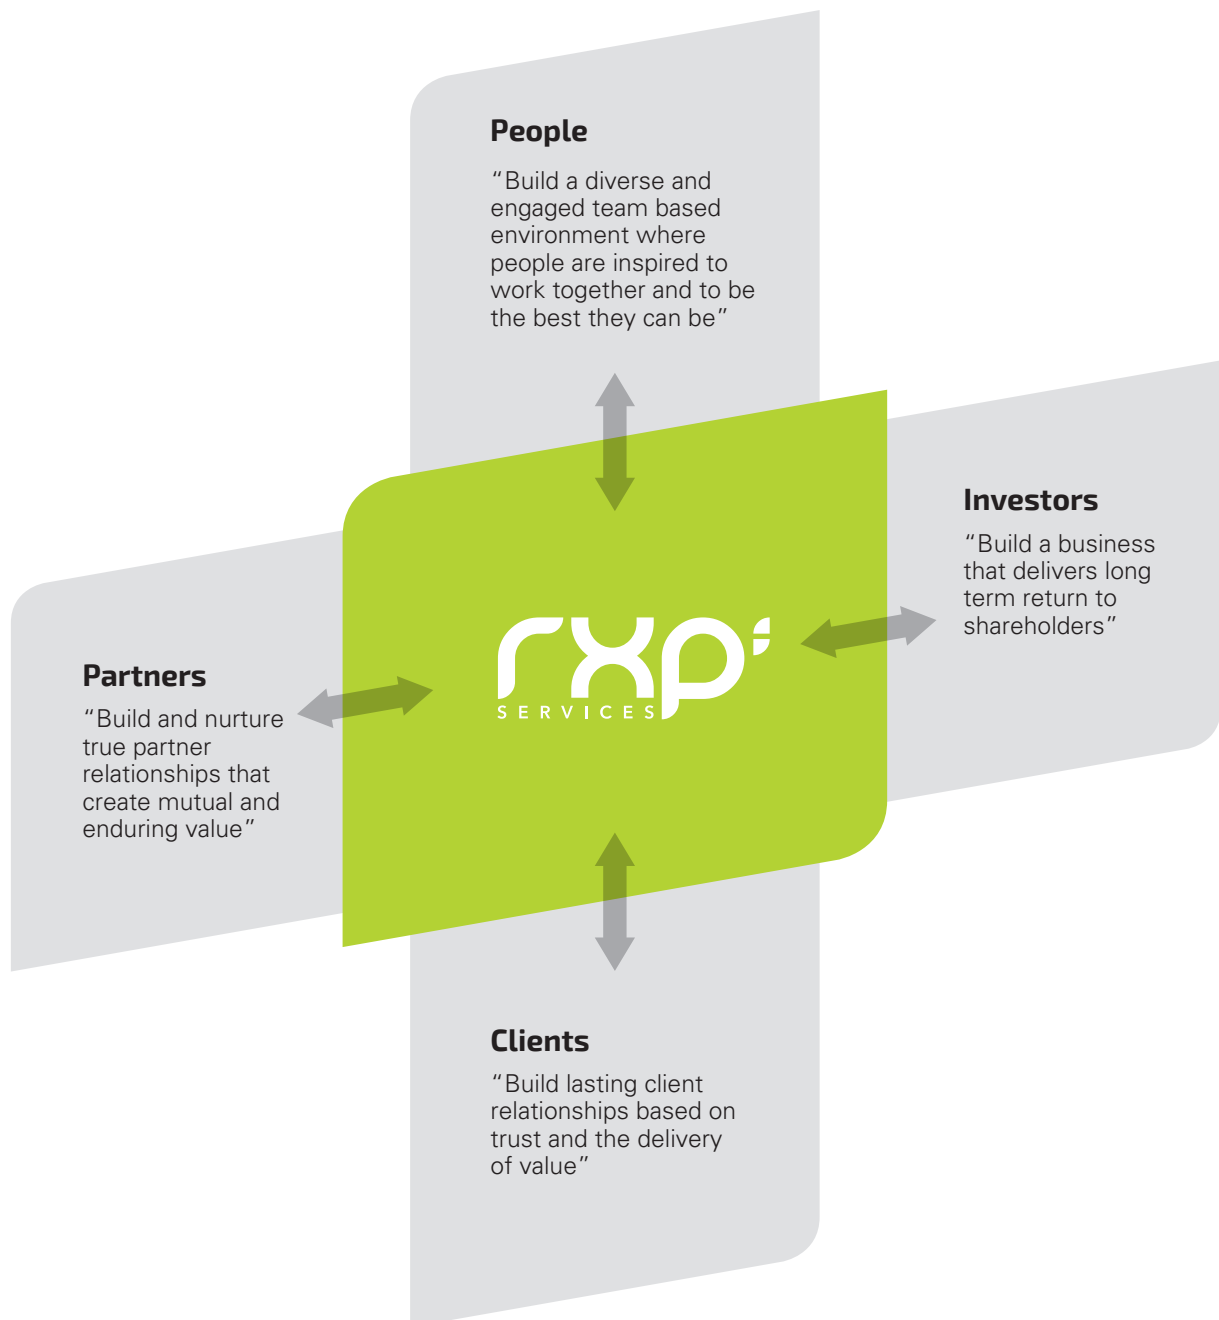 People
“Build a diverse and
engaged team based
environment where
people are inspired to
work together and to be
the best they can be”
Investors
“Build a business
that delivers long
term return to
shareholders”
rxp
SERVICES
Partners
“Build and nurture
true partner
relationships that
create mutual and
enduring value”
Clients
“Build lasting client
relationships based on
trust and the delivery
of value”